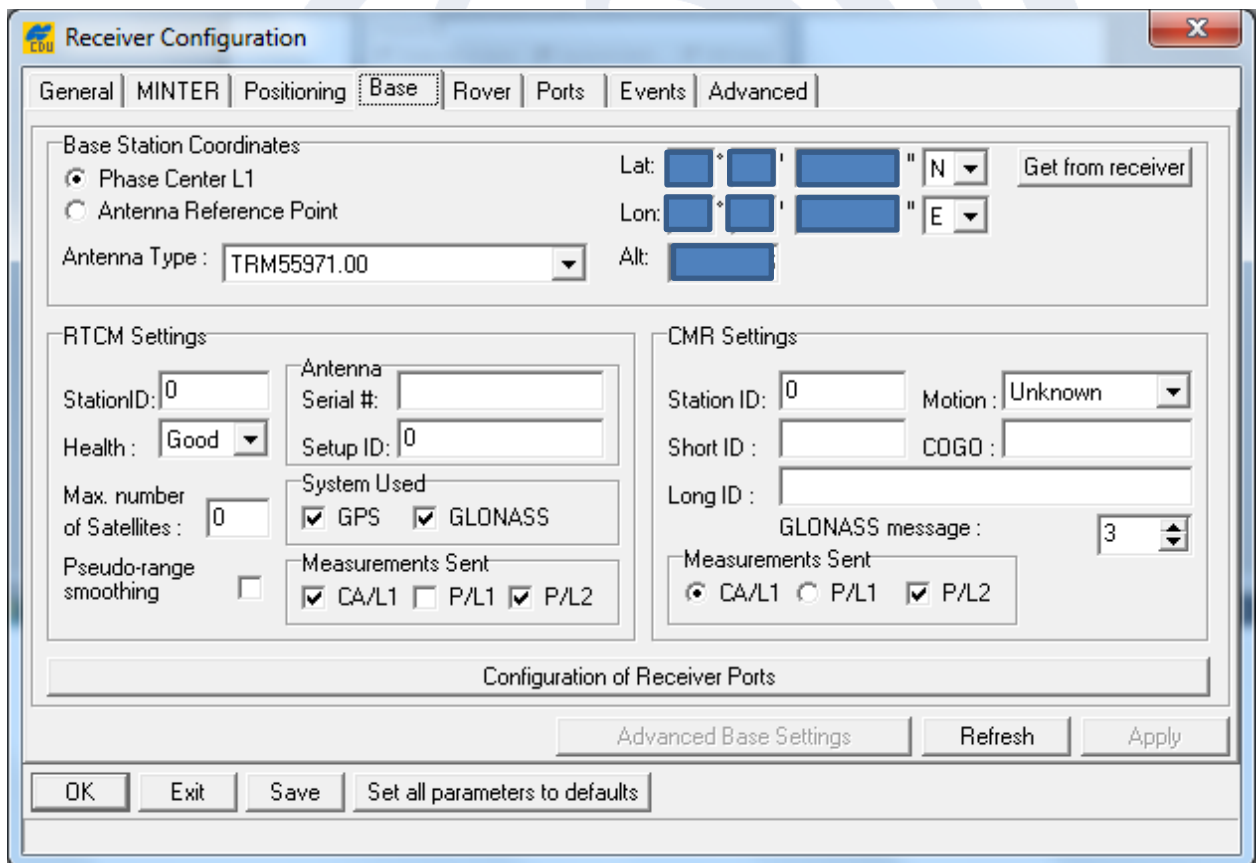 CDU Receiver Configuration X
General MINTER Positioning Base Rover Ports Events Advanced
Base Station Coordinates
Phase Center L1
Antenna Reference Point
Antenna Type : TRM55971.00
Lat: ° ' " N Get from receiver
Lon: ° ' " E
Alt:
RTCM Settings
StationID: 0
Health : Good
Max. number
of Satellites : 0
Pseudo-range
smoothing
Antenna
Serial #:
Setup ID: 0
System Used
GPS GLONASS
Measurements Sent
CA/L1 P/L1 P/L2
CMR Settings
Station ID: 0 Motion : Unknown
Short ID : COGO :
Long ID :
GLONASS message : 3
Measurements Sent
CA/L1 P/L1 P/L2
Configuration of Receiver Ports
Advanced Base Settings Refresh Apply
OK Exit Save Set all parameters to defaults